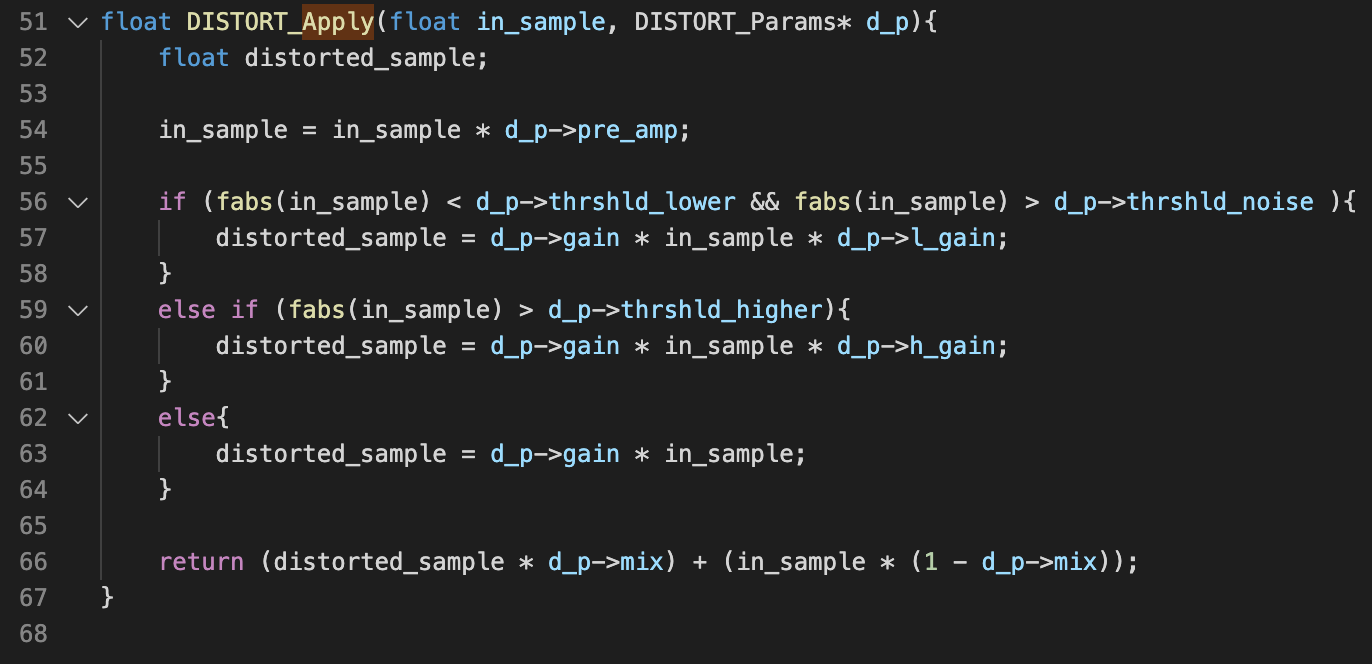 51 float DISTORT_Apply(float in_sample, DISTORT_Params* d_p){
52     float distorted_sample;
53
54     in_sample = in_sample * d_p->pre_amp;
55
56     if (fabs(in_sample) < d_p->thrshld_lower && fabs(in_sample) > d_p->thrshld_noise ){
57         distorted_sample = d_p->gain * in_sample * d_p->l_gain;
58     }
59     else if (fabs(in_sample) > d_p->thrshld_higher){
60         distorted_sample = d_p->gain * in_sample * d_p->h_gain;
61     }
62     else{
63         distorted_sample = d_p->gain * in_sample;
64     }
65
66     return (distorted_sample * d_p->mix) + (in_sample * (1 - d_p->mix));
67 }
68